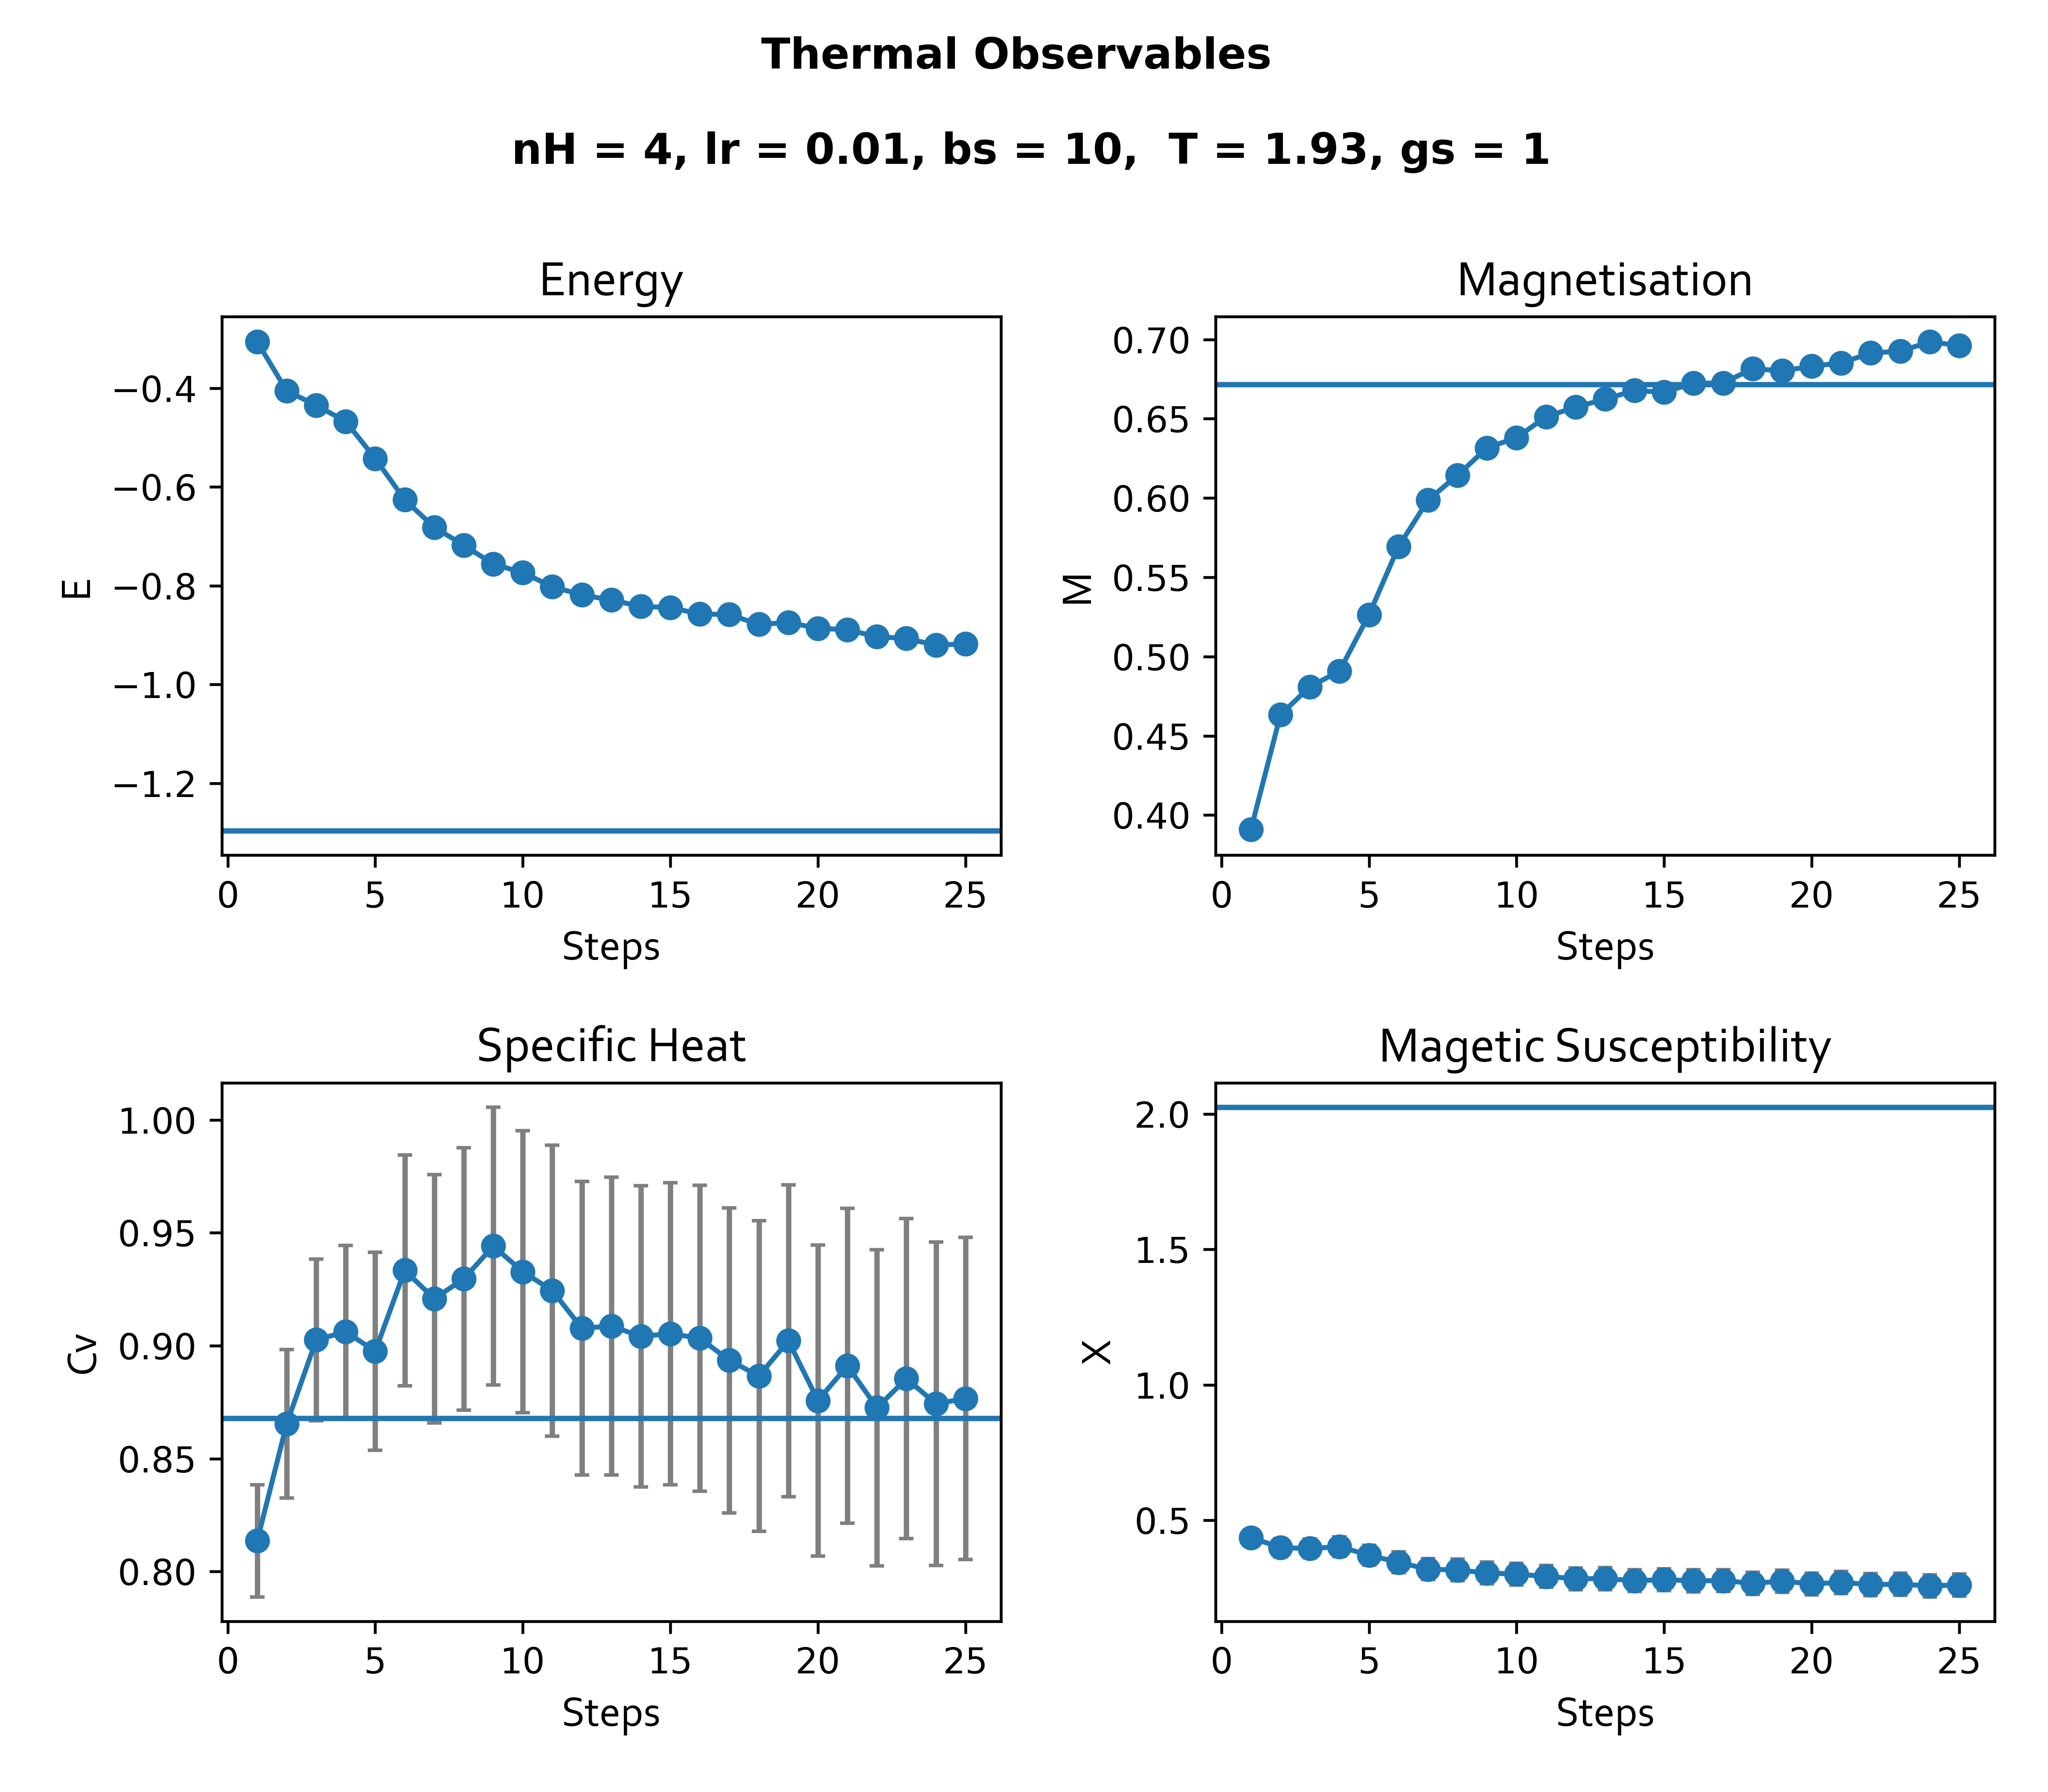 Thermal Observables
nH = 4, lr = 0.01, bs = 10,  T = 1.93, gs = 1
Energy
E
−0.4
−0.6
−0.8
−1.0
−1.2
0 5 10 15 20 25
Steps
Magnetisation
M
0.70
0.65
0.60
0.55
0.50
0.45
0.40
0 5 10 15 20 25
Steps
Specific Heat
Cv
1.00
0.95
0.90
0.85
0.80
0 5 10 15 20 25
Steps
Magetic Susceptibility
X
2.0
1.5
1.0
0.5
0 5 10 15 20 25
Steps